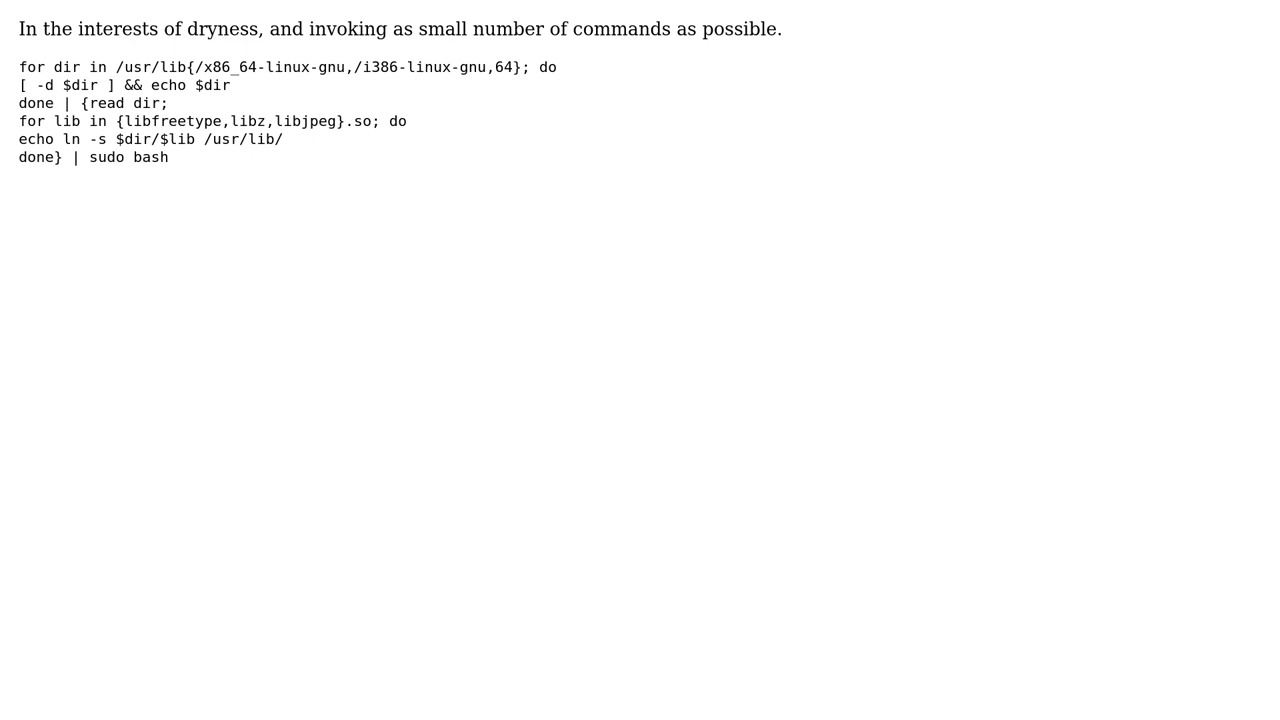 In the interests of dryness, and invoking as small number of commands as possible.
for dir in /usr/lib{/x86_64-linux-gnu,/i386-linux-gnu,64}; do
[ -d $dir ] && echo $dir
done | {read dir;
for lib in {libfreetype,libz,libjpeg}.so; do
echo ln -s $dir/$lib /usr/lib/
done} | sudo bash